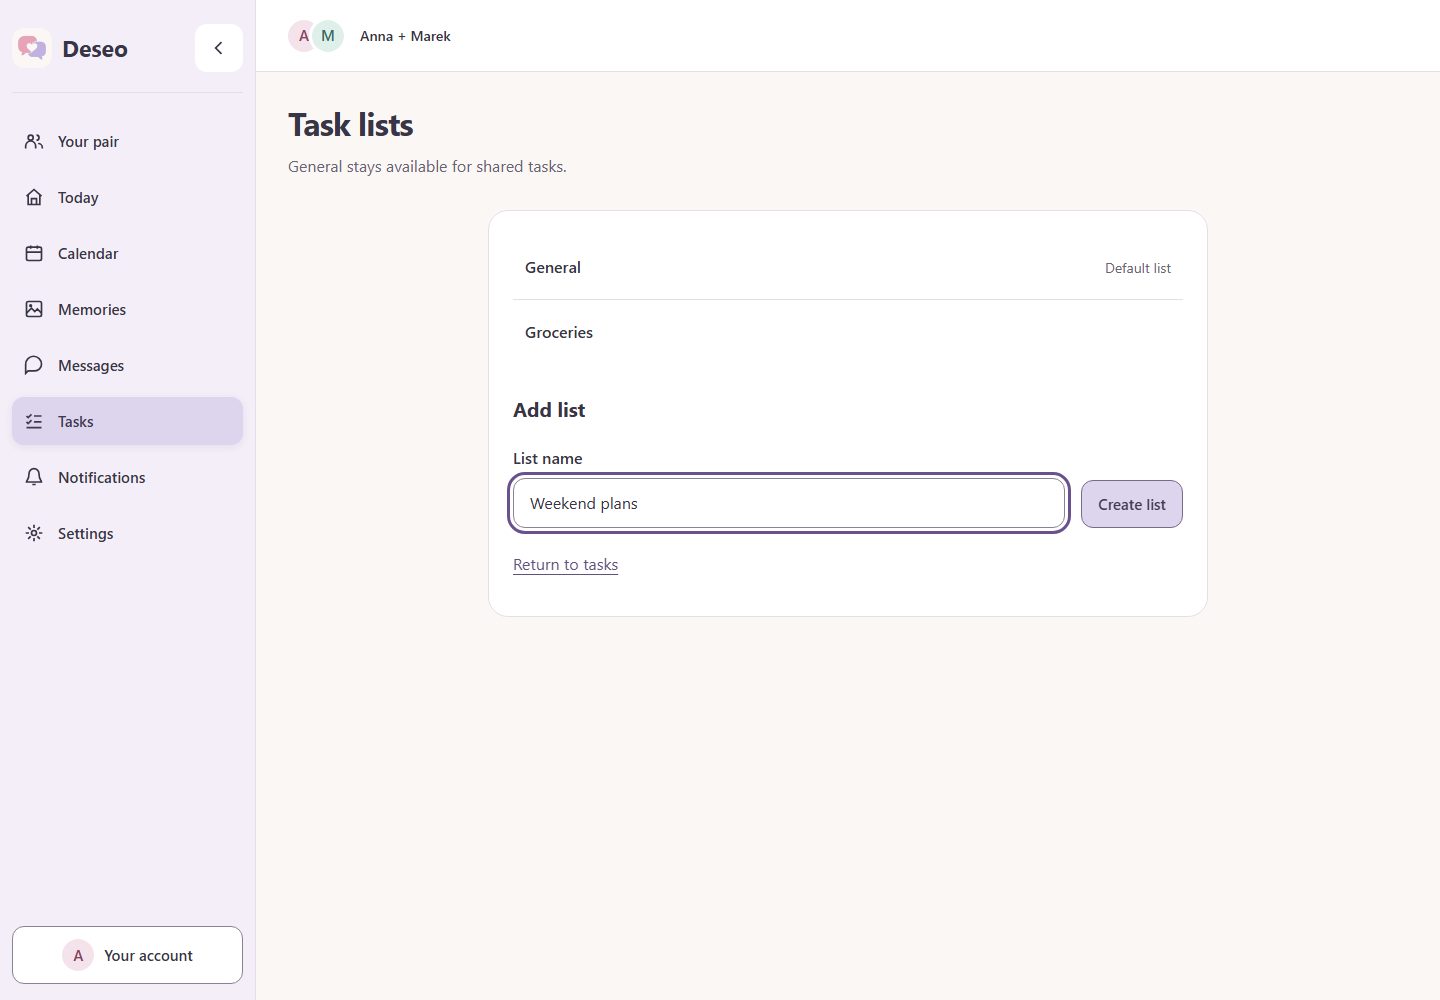 Deseo
A M Anna + Marek
Your pair
Today
Calendar
Memories
Messages
Tasks
Notifications
Settings
A Your account
Task lists
General stays available for shared tasks.
General Default list
Groceries
Add list
List name
Weekend plans Create list
Return to tasks